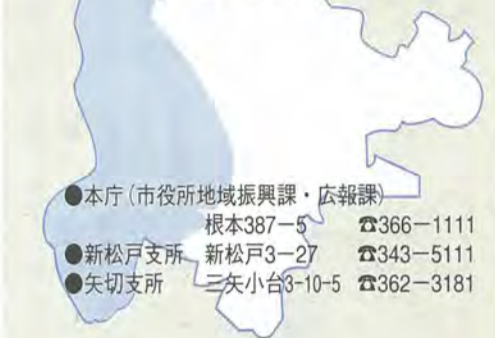 ●本庁(市役所地域振興課・広報課)
根本387−5 ☎366−1111
●新松戸支所 新松戸3−27 ☎343−5111
●矢切支所 三矢小台3-10-5 ☎362−3181